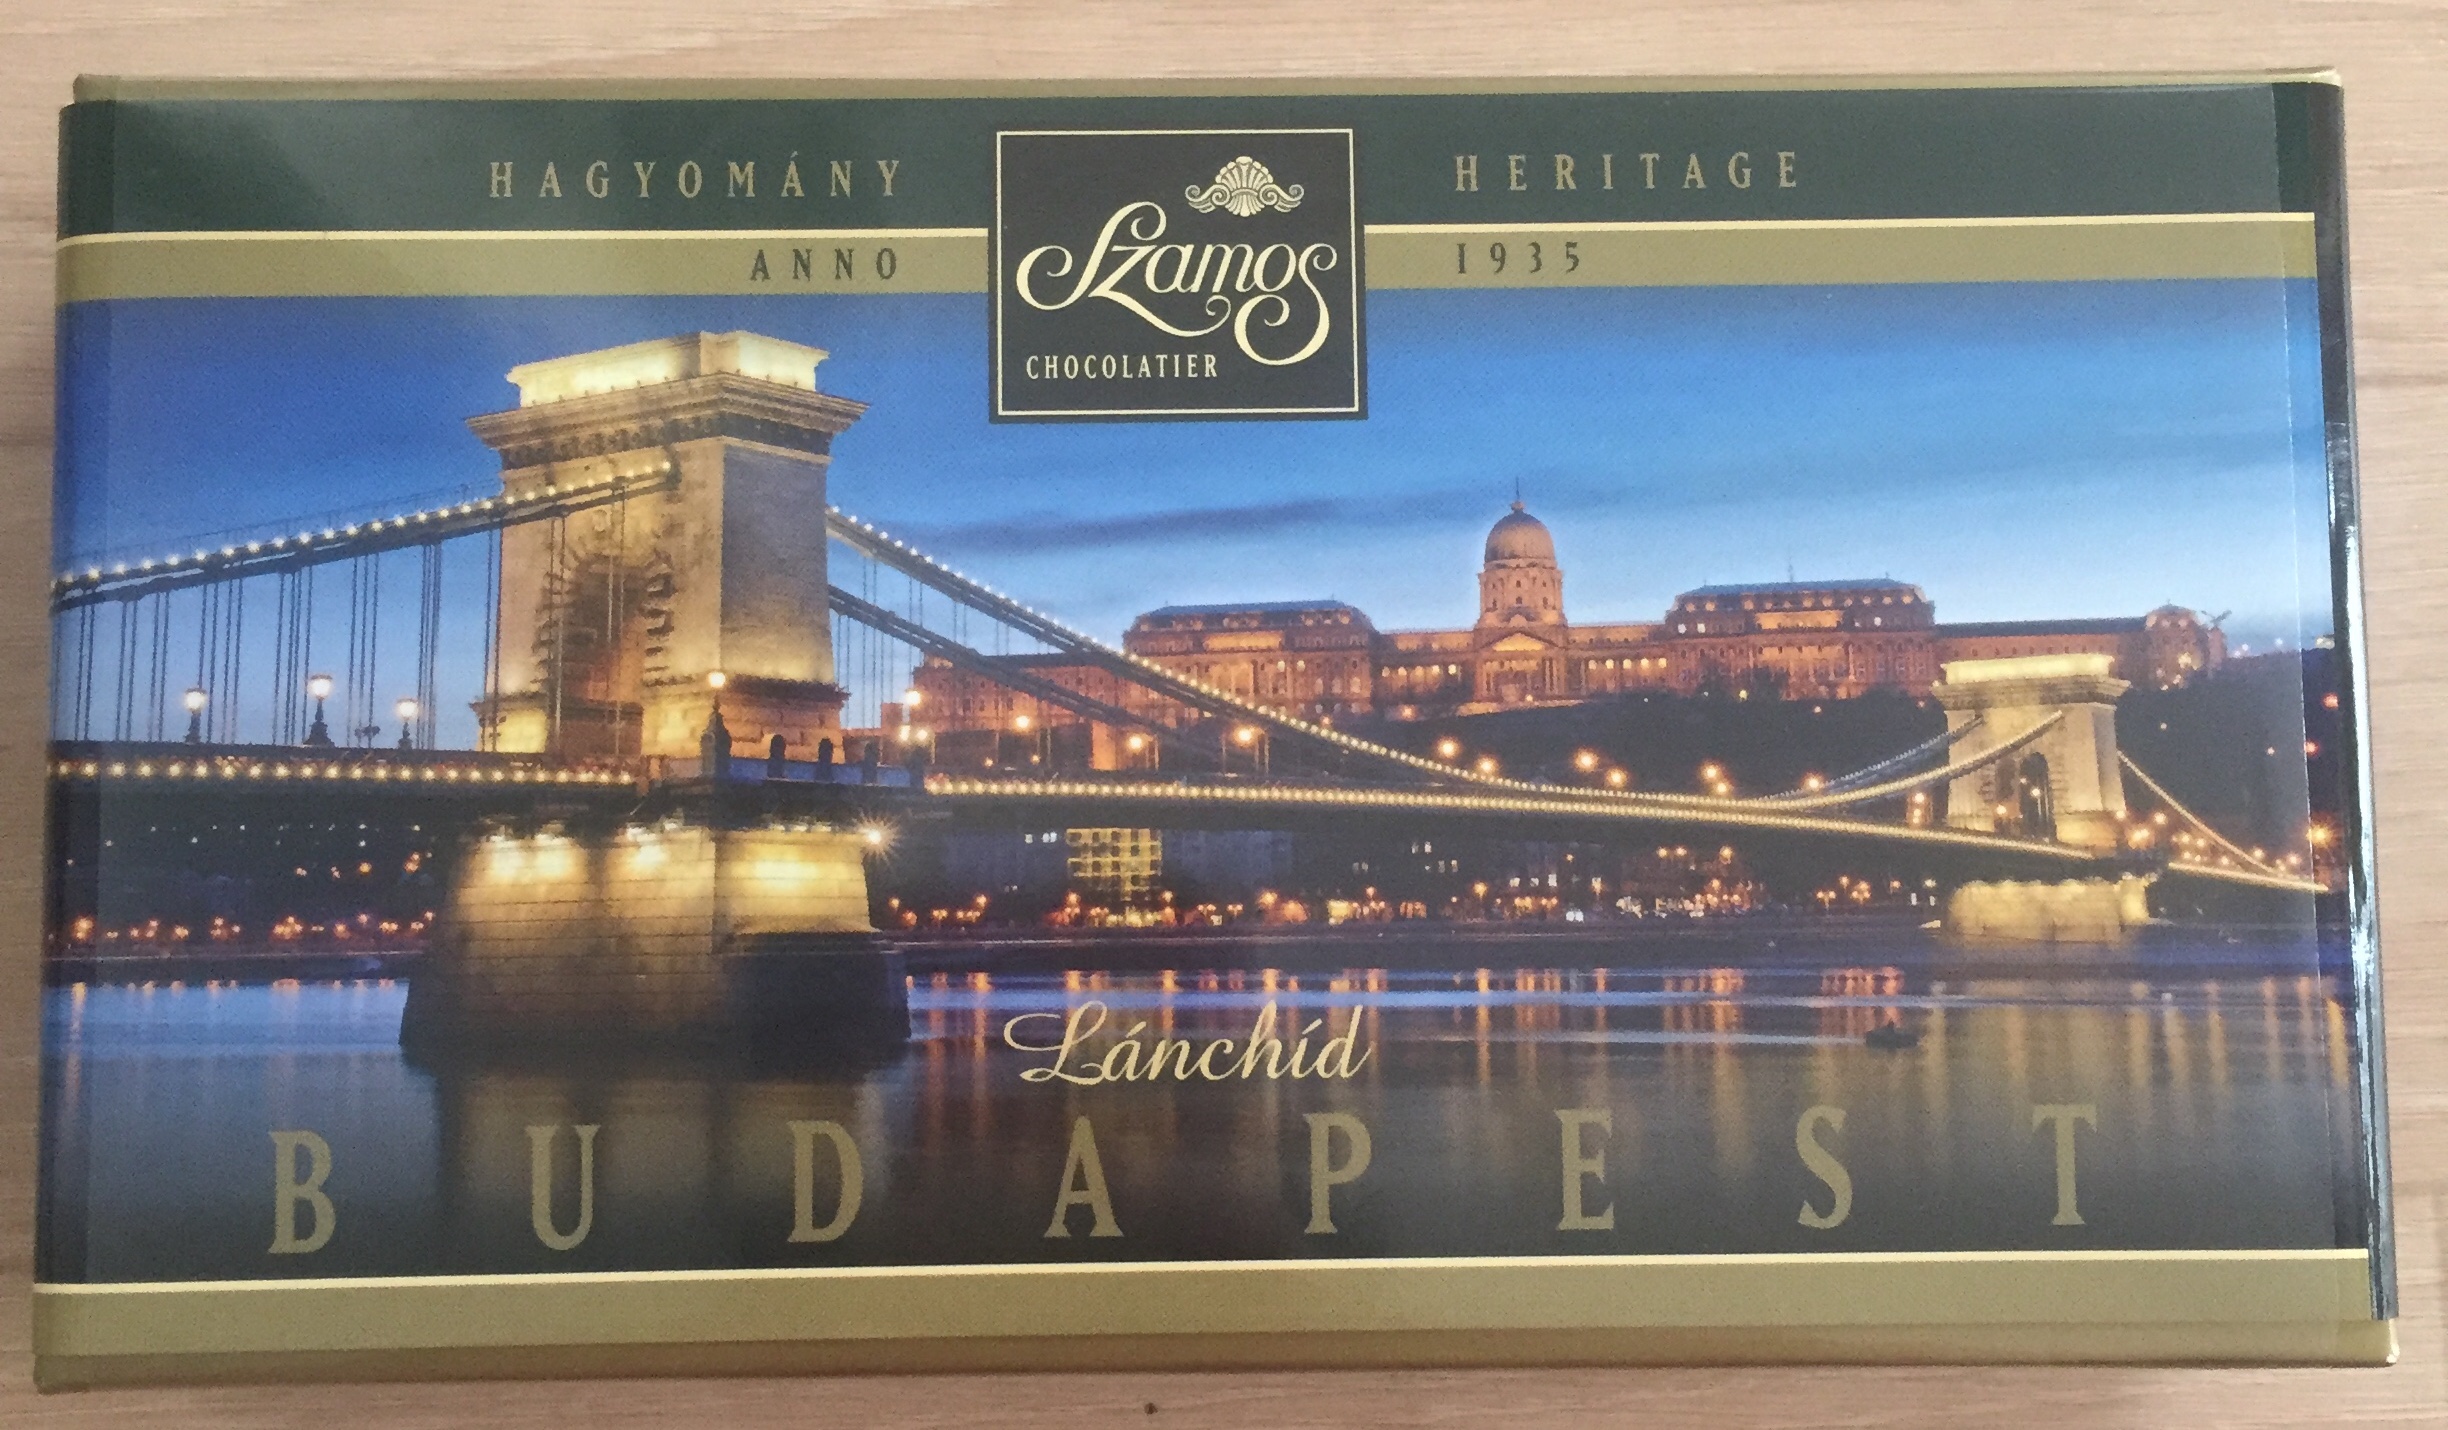 HAGYOMÁNY HERITAGE
ANNO 1935
Szamos
CHOCOLATIER
Lánchíd
BUDAPEST